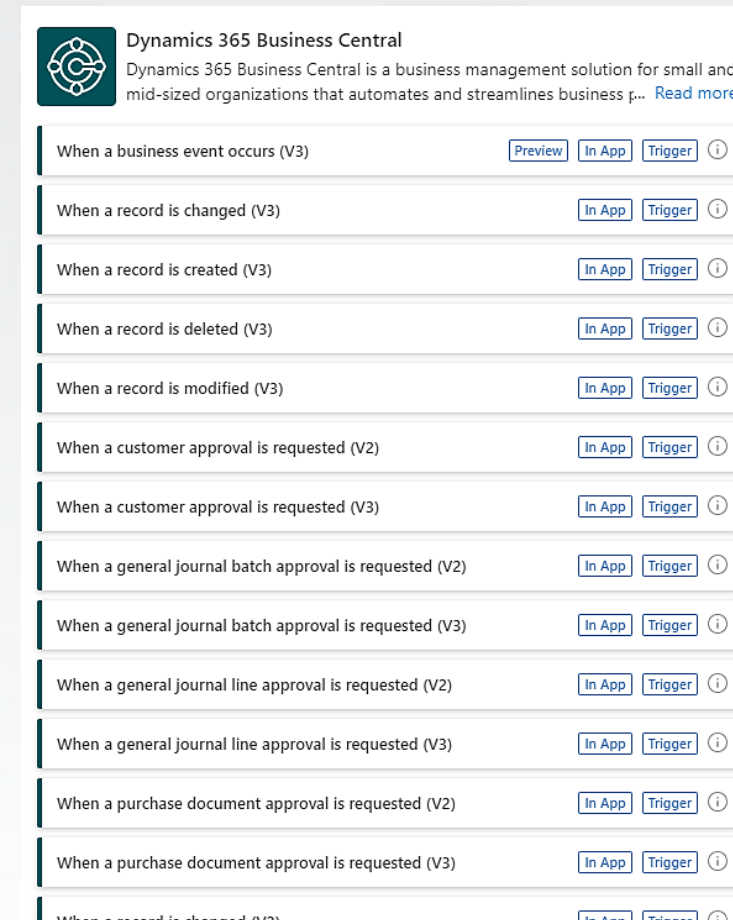 Dynamics 365 Business Central
Dynamics 365 Business Central is a business management solution for small and
mid-sized organizations that automates and streamlines business p... Read more
When a business event occurs (V3) Preview In App Trigger
When a record is changed (V3) In App Trigger
When a record is created (V3) In App Trigger
When a record is deleted (V3) In App Trigger
When a record is modified (V3) In App Trigger
When a customer approval is requested (V2) In App Trigger
When a customer approval is requested (V3) In App Trigger
When a general journal batch approval is requested (V2) In App Trigger
When a general journal batch approval is requested (V3) In App Trigger
When a general journal line approval is requested (V2) In App Trigger
When a general journal line approval is requested (V3) In App Trigger
When a purchase document approval is requested (V2) In App Trigger
When a purchase document approval is requested (V3) In App Trigger
When a record is changed In App Trigger